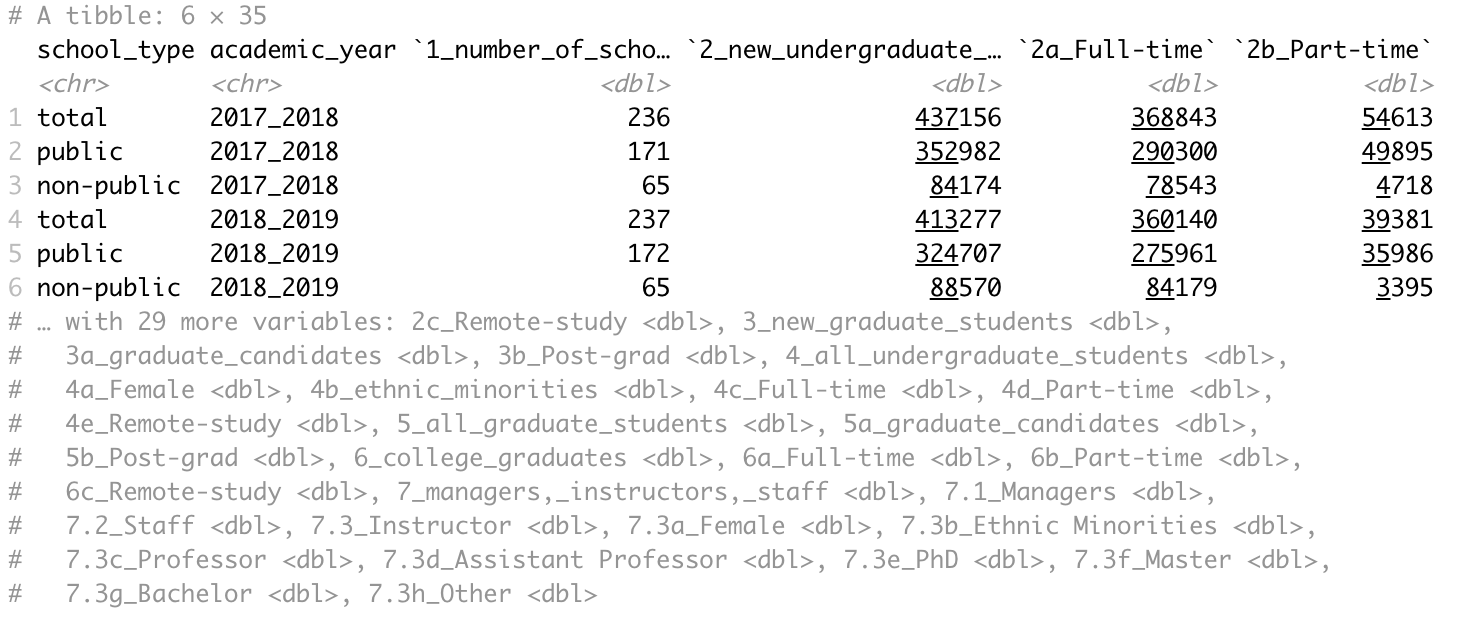 # A tibble: 6 × 35
school_type academic_year `1_number_of_scho… `2_new_undergraduate_… `2a_Full-time` `2b_Part-time`
<chr> <chr> <dbl> <dbl> <dbl> <dbl>
1 total 2017_2018 236 437156 368843 54613
2 public 2017_2018 171 352982 290300 49895
3 non-public 2017_2018 65 84174 78543 4718
4 total 2018_2019 237 413277 360140 39381
5 public 2018_2019 172 324707 275961 35986
6 non-public 2018_2019 65 88570 84179 3395
# … with 29 more variables: 2c_Remote-study <dbl>, 3_new_graduate_students <dbl>,
# 3a_graduate_candidates <dbl>, 3b_Post-grad <dbl>, 4_all_undergraduate_students <dbl>,
# 4a_Female <dbl>, 4b_ethnic_minorities <dbl>, 4c_Full-time <dbl>, 4d_Part-time <dbl>,
# 4e_Remote-study <dbl>, 5_all_graduate_students <dbl>, 5a_graduate_candidates <dbl>,
# 5b_Post-grad <dbl>, 6_college_graduates <dbl>, 6a_Full-time <dbl>, 6b_Part-time <dbl>,
# 6c_Remote-study <dbl>, 7_managers,_instructors,_staff <dbl>, 7.1_Managers <dbl>,
# 7.2_Staff <dbl>, 7.3_Instructor <dbl>, 7.3a_Female <dbl>, 7.3b_Ethnic Minorities <dbl>,
# 7.3c_Professor <dbl>, 7.3d_Assistant Professor <dbl>, 7.3e_PhD <dbl>, 7.3f_Master <dbl>,
# 7.3g_Bachelor <dbl>, 7.3h_Other <dbl>